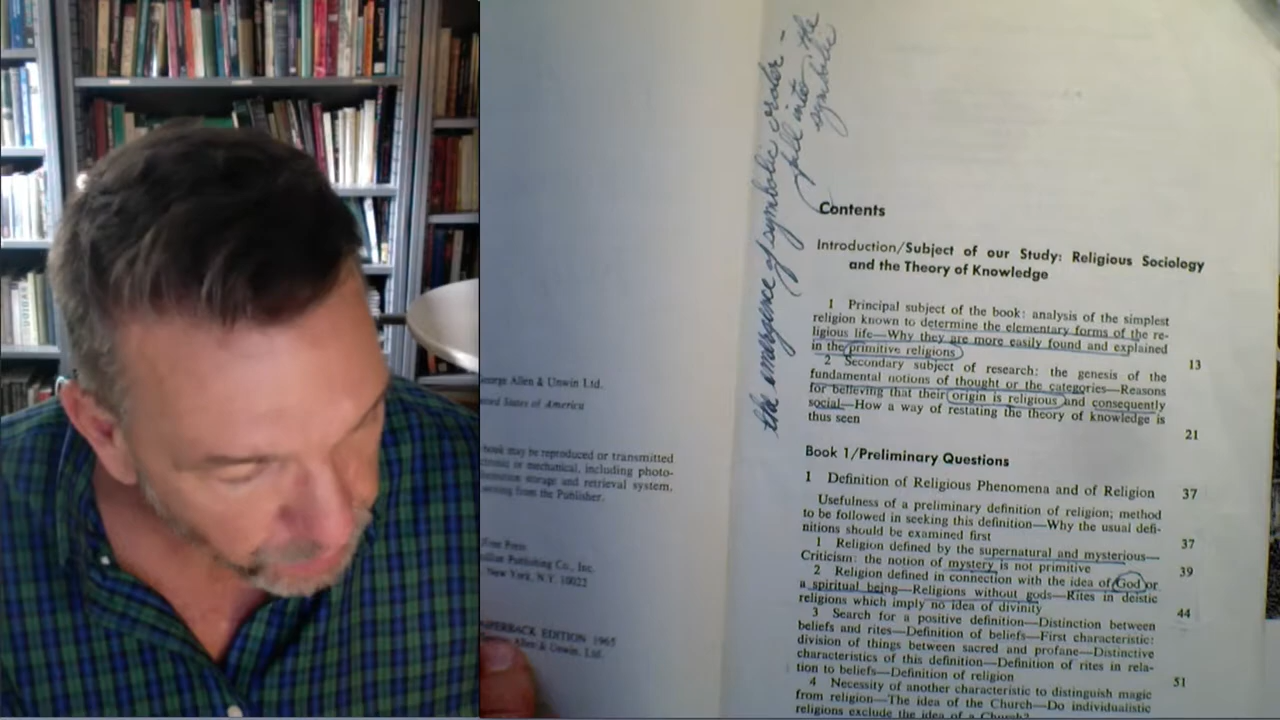 the emergence of symbolic order -
fall into the
symbolic
George Allen & Unwin Ltd.
United States of America
book may be reproduced or transmitted
or mechanical, including photo-
storage and retrieval system,
from the Publisher.
Free Press
Publishing Co., Inc.
New York, N.Y. 10022
PAPERBACK EDITION 1965
Allen & Unwin, Ltd.
Contents
Introduction/Subject of our Study: Religious Sociology
and the Theory of Knowledge
1 Principal subject of the book: analysis of the simplest
religion known to determine the elementary forms of the re-
ligious life—Why they are more easily found and explained
in the primitive religions 13
2 Secondary subject of research: the genesis of the
fundamental notions of thought or the categories—Reasons
for believing that their origin is religious and consequently
social—How a way of restating the theory of knowledge is
thus seen 21
Book 1/Preliminary Questions
1 Definition of Religious Phenomena and of Religion 37
Usefulness of a preliminary definition of religion; method
to be followed in seeking this definition—Why the usual defi-
nitions should be examined first 37
1 Religion defined by the supernatural and mysterious—
Criticism: the notion of mystery is not primitive 39
2 Religion defined in connection with the idea of God or
a spiritual being—Religions without gods—Rites in deistic
religions which imply no idea of divinity 44
3 Search for a positive definition—Distinction between
beliefs and rites—Definition of beliefs—First characteristic:
division of things between sacred and profane—Distinctive
characteristics of this definition—Definition of rites in rela-
tion to beliefs—Definition of religion 51
4 Necessity of another characteristic to distinguish magic
from religion—The idea of the Church—Do individualistic
religions exclude the idea of a Church?